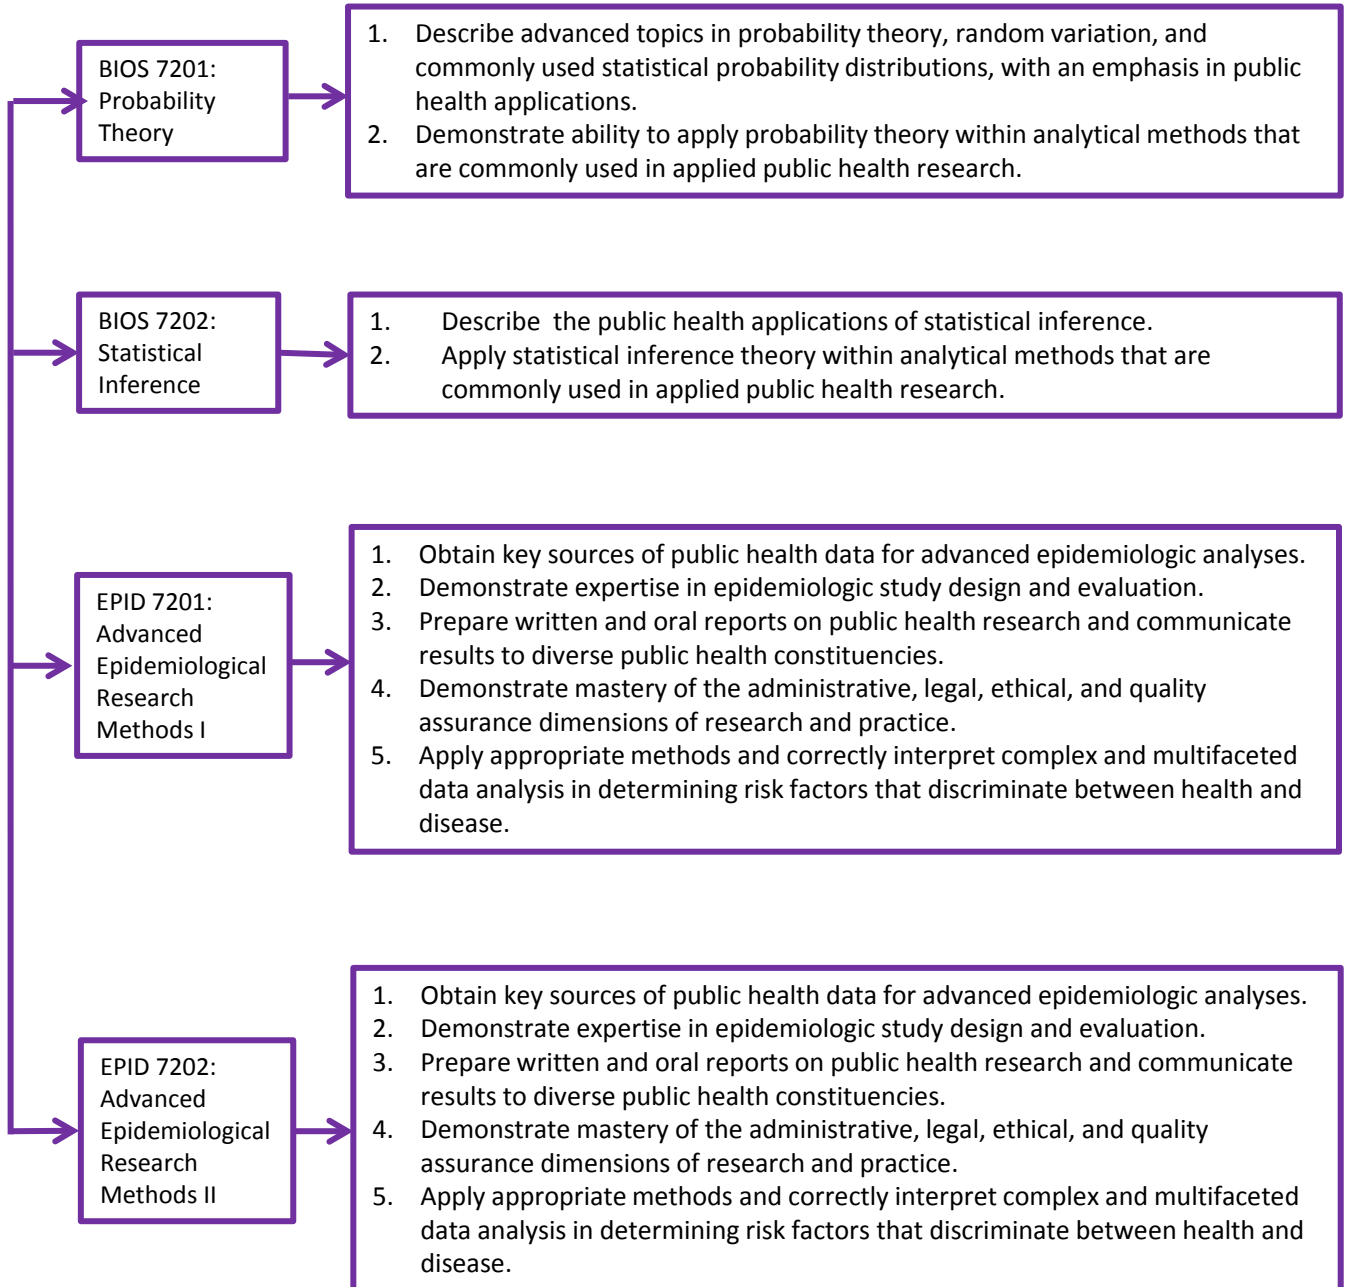 BIOS 7201:
Probability
Theory
1. Describe advanced topics in probability theory, random variation, and
commonly used statistical probability distributions, with an emphasis in public
health applications.
2. Demonstrate ability to apply probability theory within analytical methods that
are commonly used in applied public health research.
BIOS 7202:
Statistical
Inference
1. Describe the public health applications of statistical inference.
2. Apply statistical inference theory within analytical methods that are
commonly used in applied public health research.
EPID 7201:
Advanced
Epidemiological
Research
Methods I
1. Obtain key sources of public health data for advanced epidemiologic analyses.
2. Demonstrate expertise in epidemiologic study design and evaluation.
3. Prepare written and oral reports on public health research and communicate
results to diverse public health constituencies.
4. Demonstrate mastery of the administrative, legal, ethical, and quality
assurance dimensions of research and practice.
5. Apply appropriate methods and correctly interpret complex and multifaceted
data analysis in determining risk factors that discriminate between health and
disease.
EPID 7202:
Advanced
Epidemiological
Research
Methods II
1. Obtain key sources of public health data for advanced epidemiologic analyses.
2. Demonstrate expertise in epidemiologic study design and evaluation.
3. Prepare written and oral reports on public health research and communicate
results to diverse public health constituencies.
4. Demonstrate mastery of the administrative, legal, ethical, and quality
assurance dimensions of research and practice.
5. Apply appropriate methods and correctly interpret complex and multifaceted
data analysis in determining risk factors that discriminate between health and
disease.